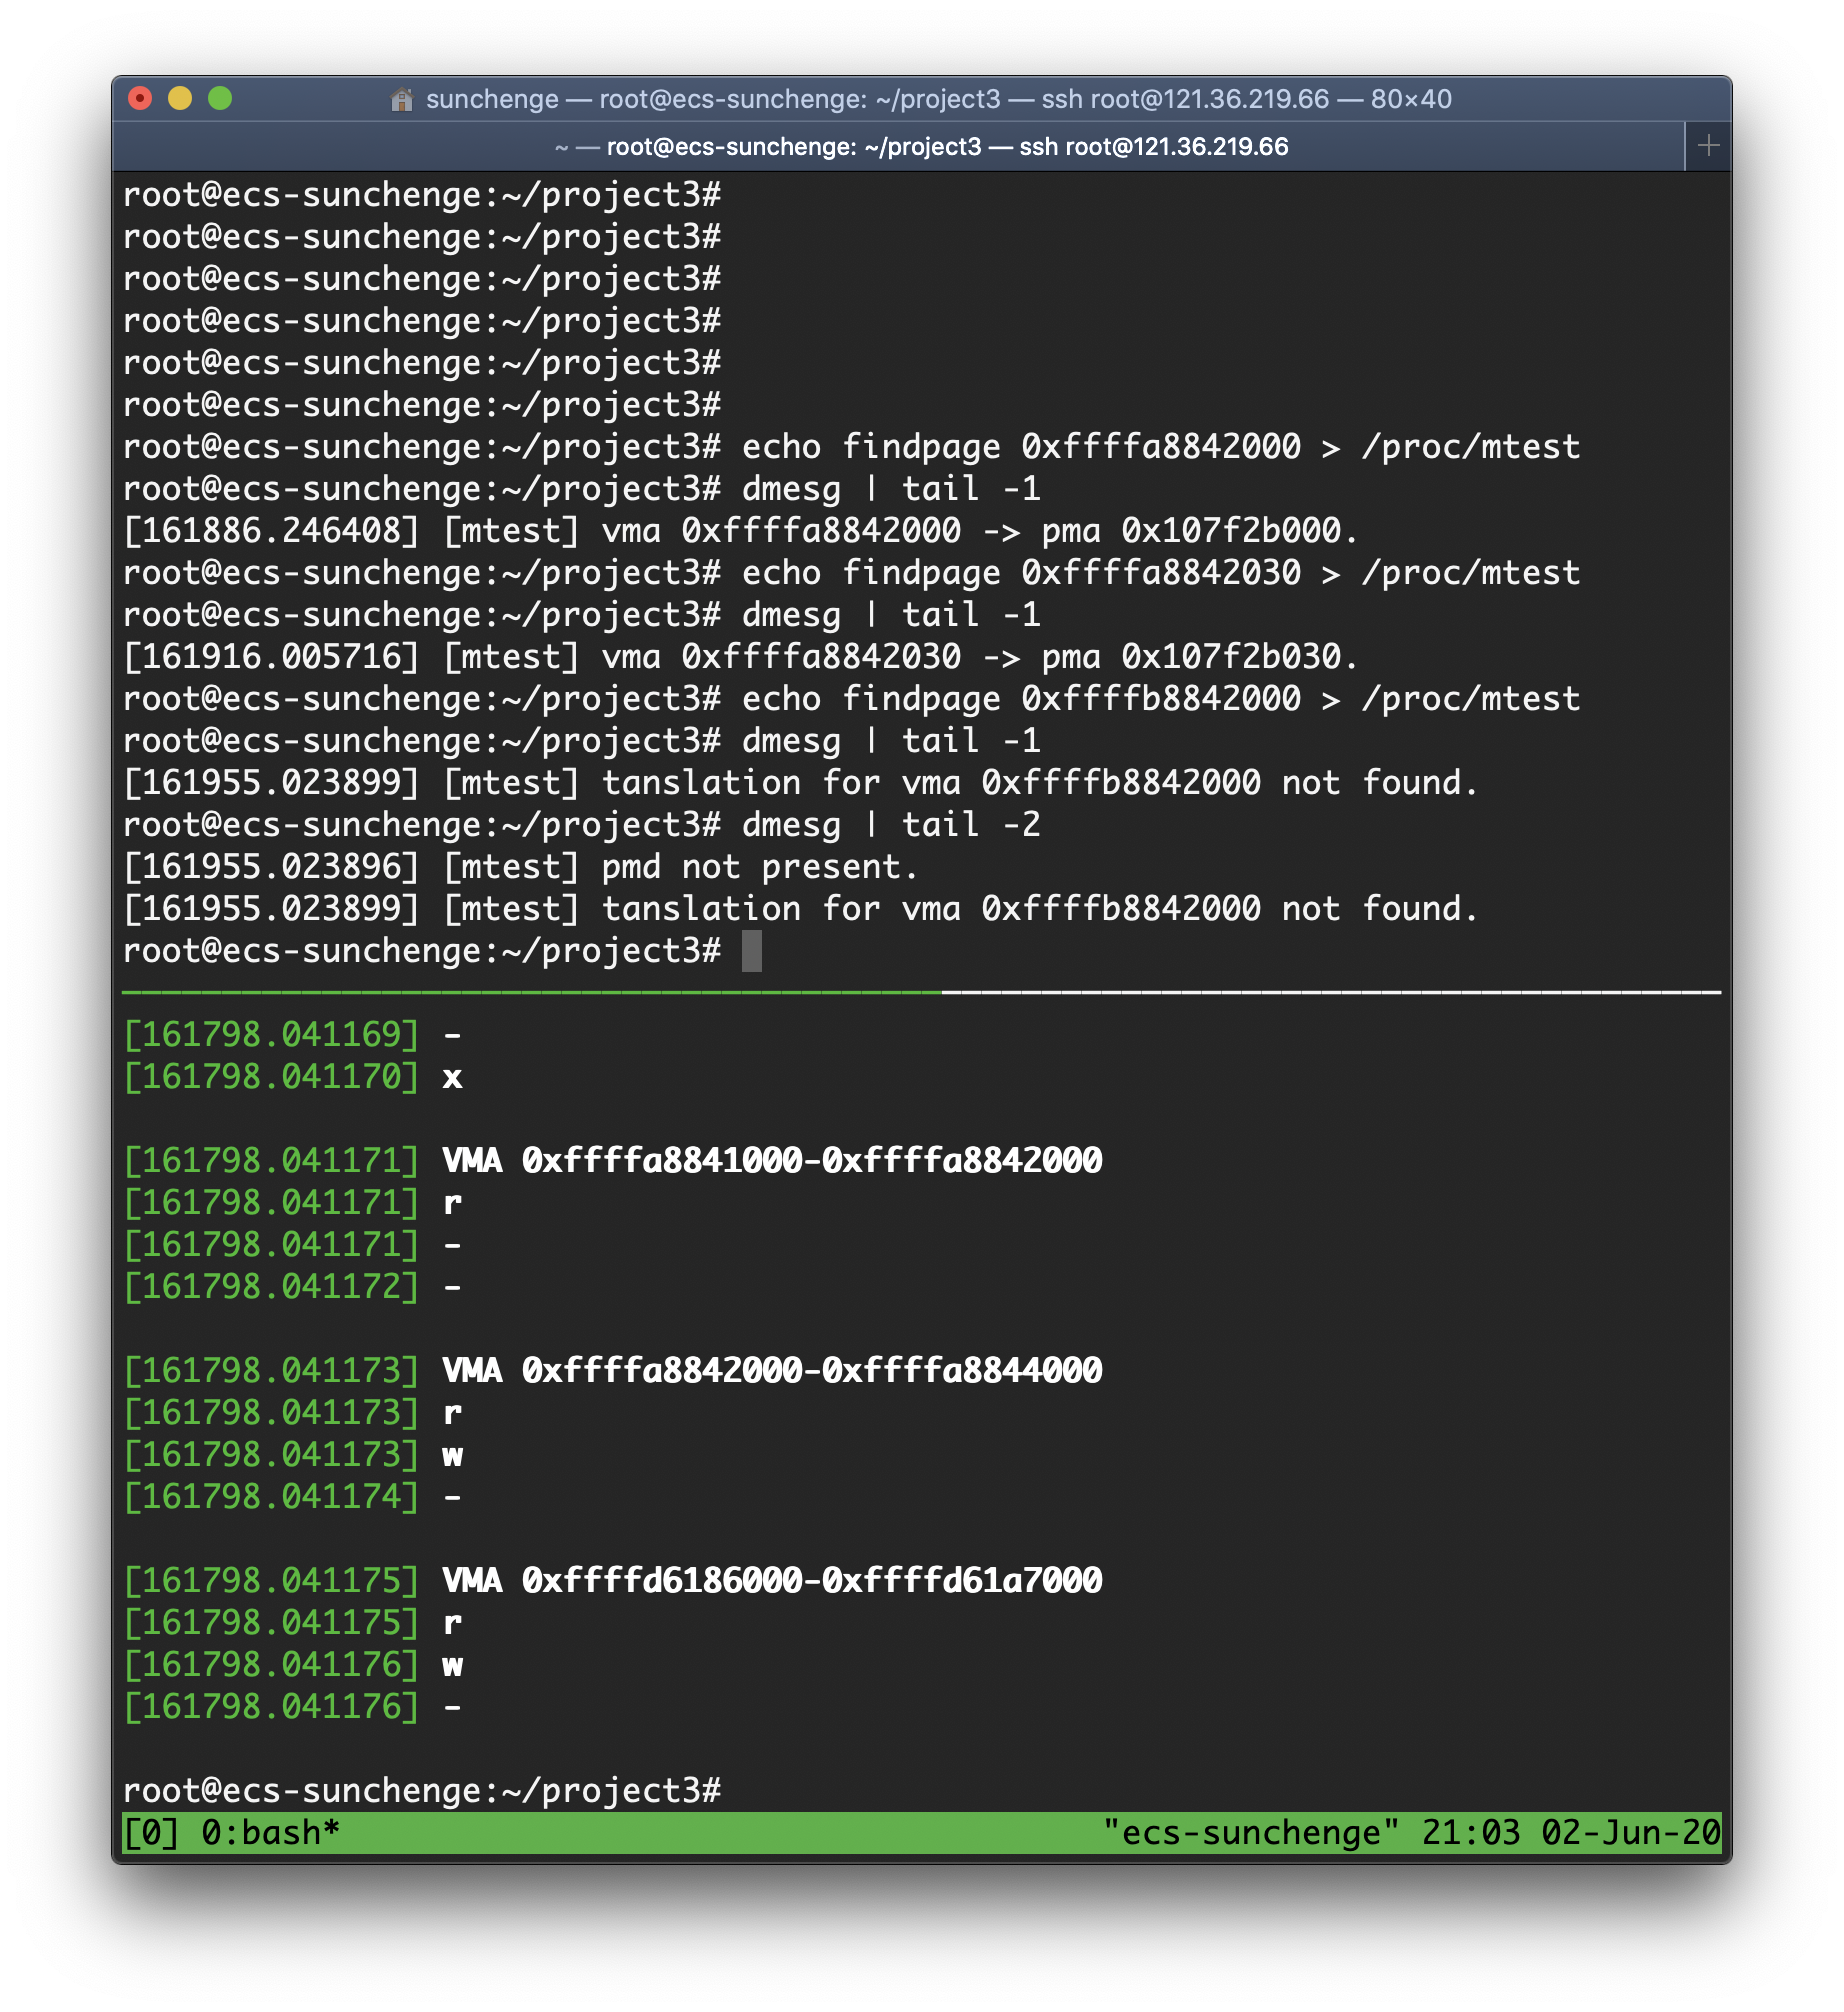 sunchenge — root@ecs-sunchenge: ~/project3 — ssh root@121.36.219.66 — 80×40
~ — root@ecs-sunchenge: ~/project3 — ssh root@121.36.219.66 +
root@ecs-sunchenge:~/project3#
root@ecs-sunchenge:~/project3#
root@ecs-sunchenge:~/project3#
root@ecs-sunchenge:~/project3#
root@ecs-sunchenge:~/project3#
root@ecs-sunchenge:~/project3#
root@ecs-sunchenge:~/project3# echo findpage 0xffffa8842000 > /proc/mtest
root@ecs-sunchenge:~/project3# dmesg | tail -1
[161886.246408] [mtest] vma 0xffffa8842000 -> pma 0x107f2b000.
root@ecs-sunchenge:~/project3# echo findpage 0xffffa8842030 > /proc/mtest
root@ecs-sunchenge:~/project3# dmesg | tail -1
[161916.005716] [mtest] vma 0xffffa8842030 -> pma 0x107f2b030.
root@ecs-sunchenge:~/project3# echo findpage 0xffffb8842000 > /proc/mtest
root@ecs-sunchenge:~/project3# dmesg | tail -1
[161955.023899] [mtest] tanslation for vma 0xffffb8842000 not found.
root@ecs-sunchenge:~/project3# dmesg | tail -2
[161955.023896] [mtest] pmd not present.
[161955.023899] [mtest] tanslation for vma 0xffffb8842000 not found.
root@ecs-sunchenge:~/project3#
[161798.041169] -
[161798.041170] x
[161798.041171] VMA 0xffffa8841000-0xffffa8842000
[161798.041171] r
[161798.041171] -
[161798.041172] -
[161798.041173] VMA 0xffffa8842000-0xffffa8844000
[161798.041173] r
[161798.041173] w
[161798.041174] -
[161798.041175] VMA 0xffffd6186000-0xffffd61a7000
[161798.041175] r
[161798.041176] w
[161798.041176] -
root@ecs-sunchenge:~/project3#
[0] 0:bash* "ecs-sunchenge" 21:03 02-Jun-20